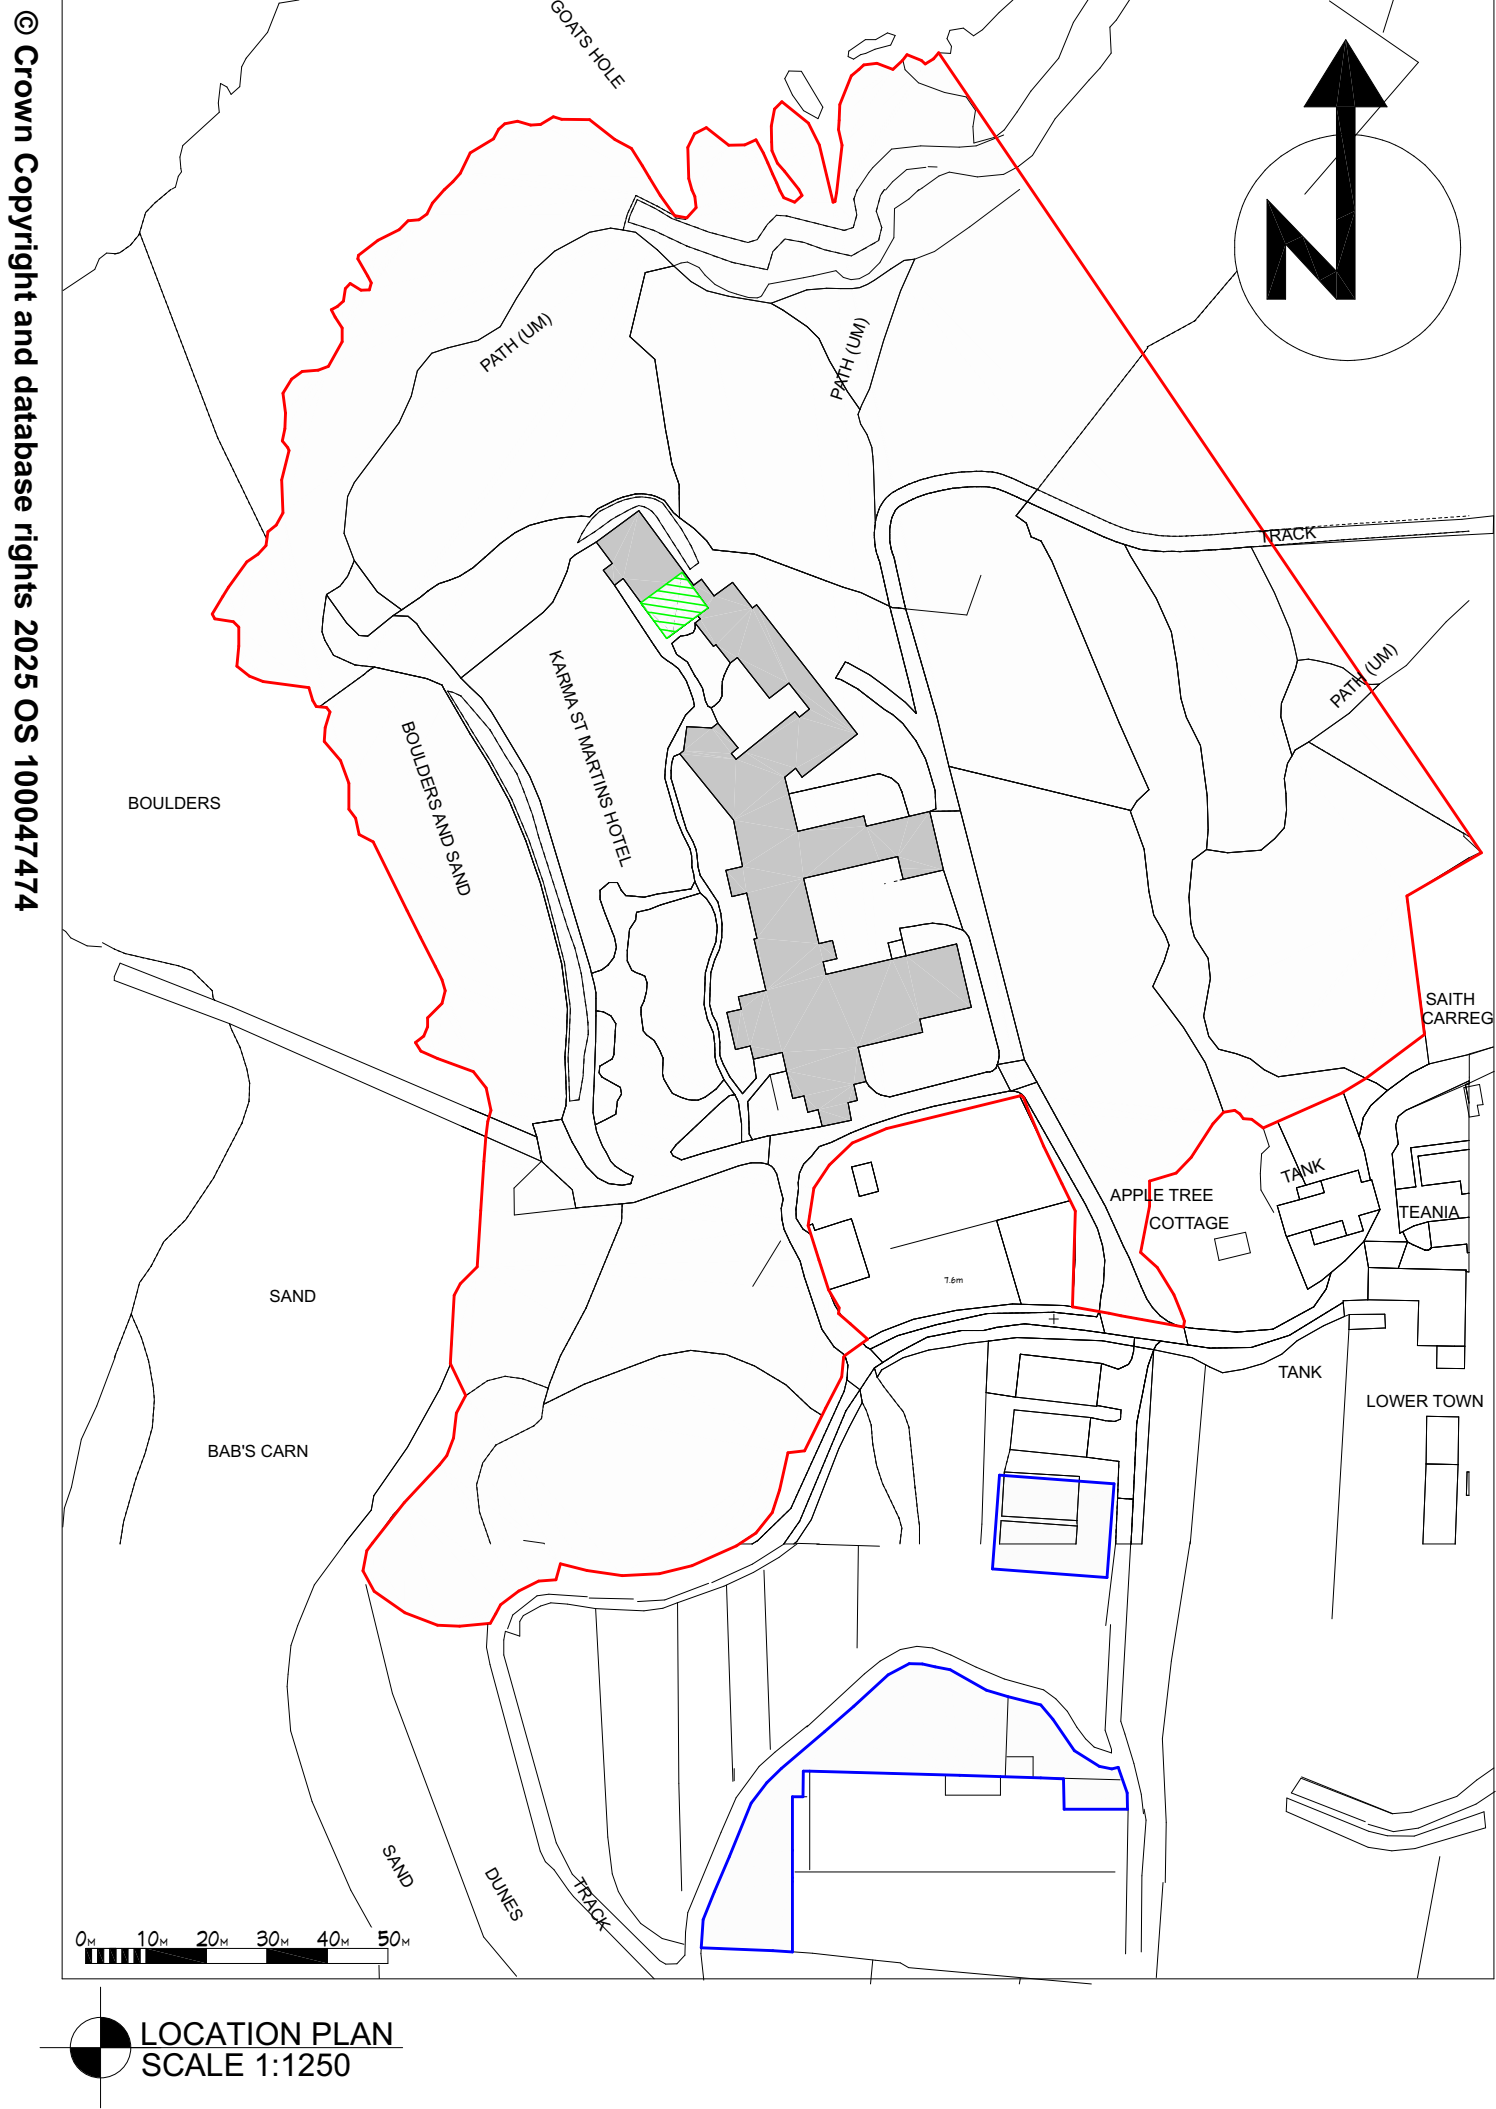 © Crown Copyright and database rights 2025 OS 100047474
GOATS HOLE
N
PATH (UM)
PATH (UM)
TRACK
PATH (UM)
KARMA ST MARTINS HOTEL
BOULDERS AND SAND
BOULDERS
SAITH
CARREG
TANK
APPLE TREE
COTTAGE
TEANIA
7.6m
SAND
TANK
LOWER TOWN
BAB'S CARN
SAND
DUNES
TRACK
0M 10M 20M 30M 40M 50M
LOCATION PLAN
SCALE 1:1250